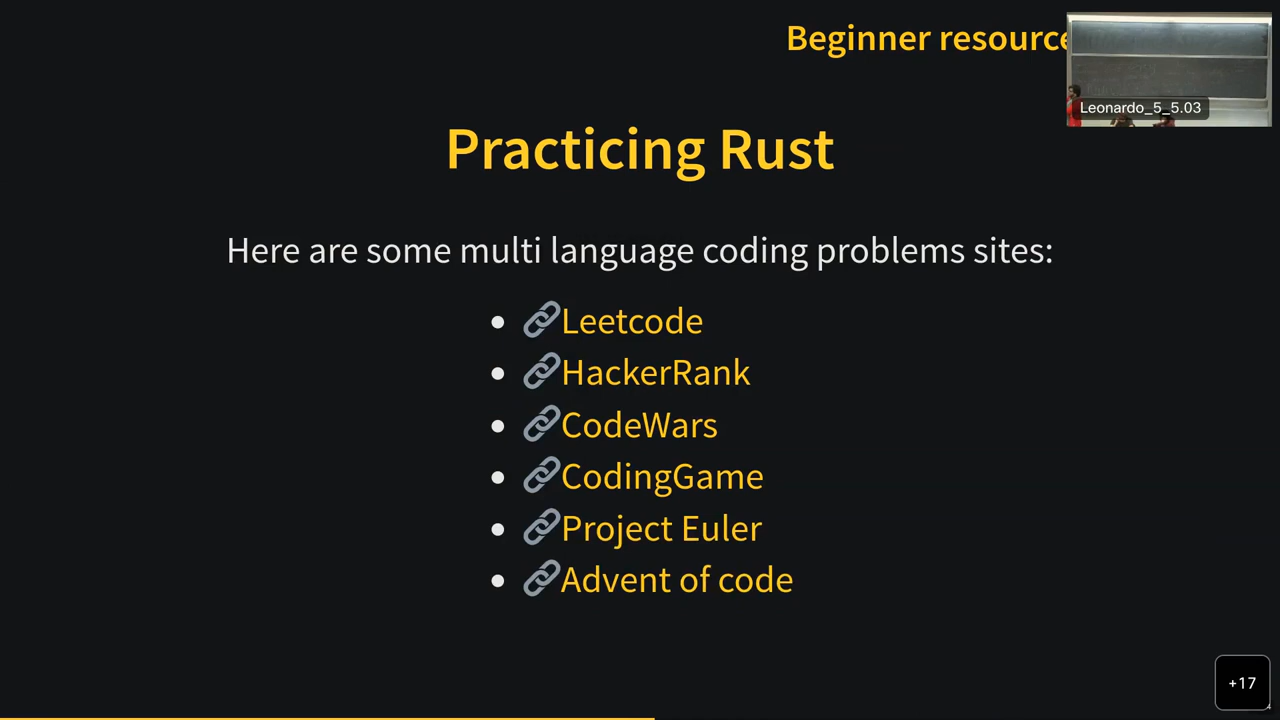 Beginner resource
Leonardo_5_5.03
Practicing Rust
Here are some multi language coding problems sites:
Leetcode
HackerRank
CodeWars
CodingGame
Project Euler
Advent of code
+17